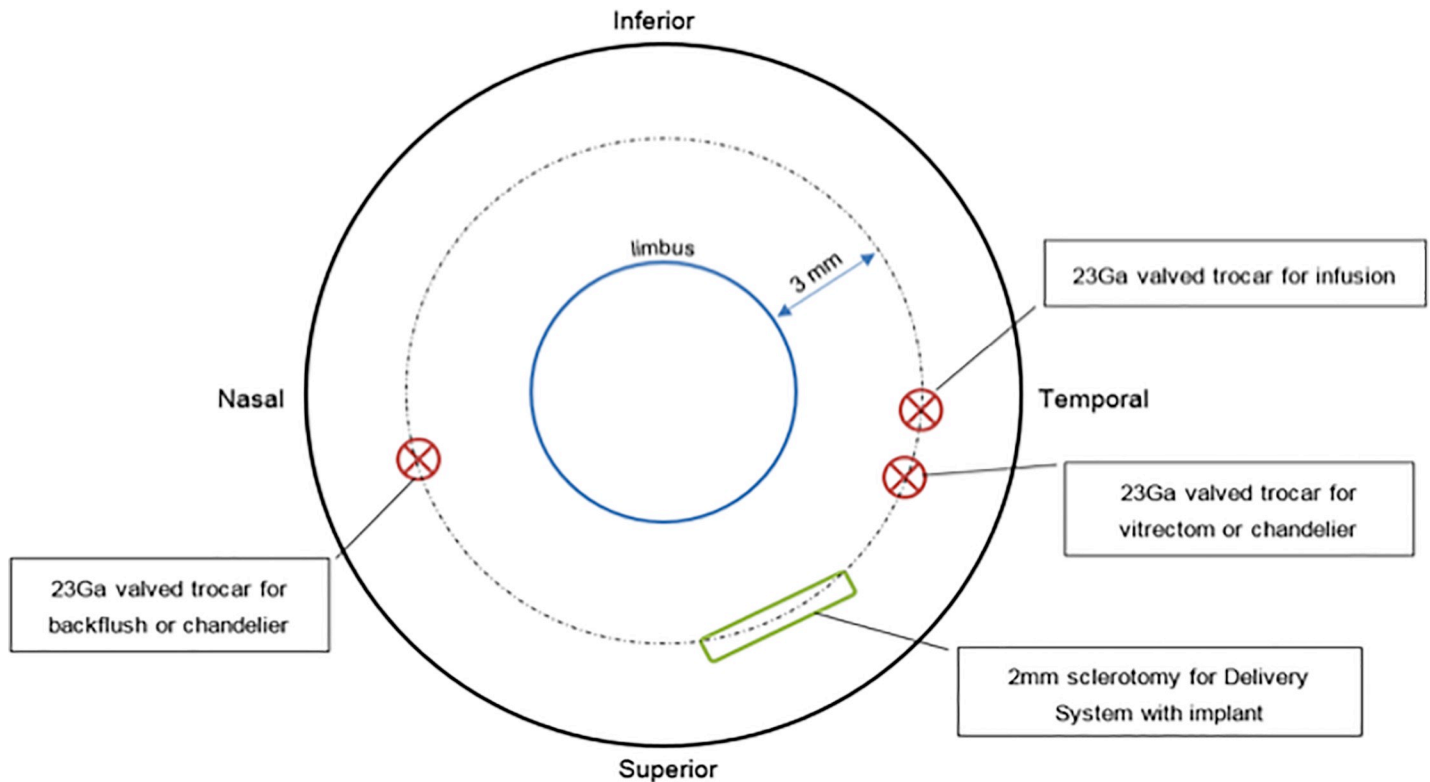 Inferior
limbus
3 mm
23Ga valved trocar for infusion
Nasal
Temporal
23Ga valved trocar for
vitrectom or chandelier
23Ga valved trocar for
backflush or chandelier
2mm sclerotomy for Delivery
System with implant
Superior